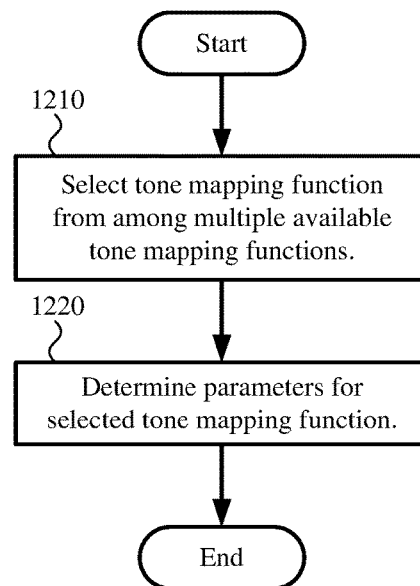 Start
1210
Select tone mapping function
from among multiple available
tone mapping functions.
1220
Determine parameters for
selected tone mapping function.
End